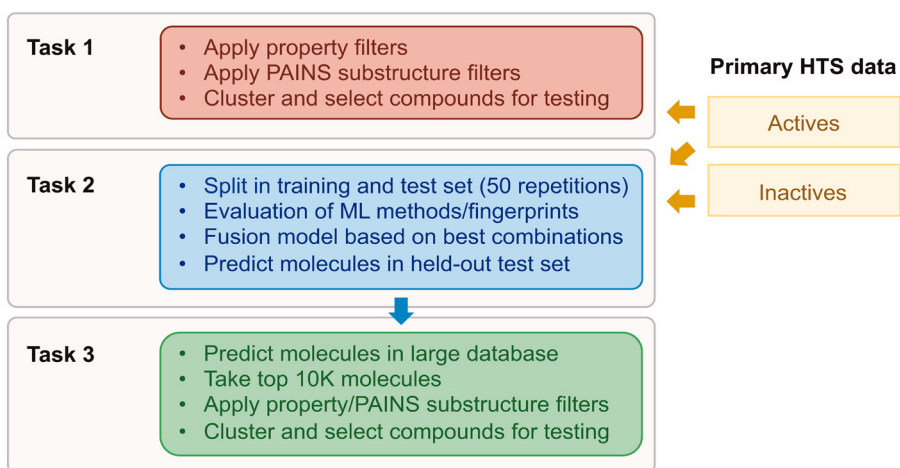 Task 1
• Apply property filters
• Apply PAINS substructure filters
• Cluster and select compounds for testing
Primary HTS data
Actives
Inactives
Task 2
• Split in training and test set (50 repetitions)
• Evaluation of ML methods/fingerprints
• Fusion model based on best combinations
• Predict molecules in held-out test set
Task 3
• Predict molecules in large database
• Take top 10K molecules
• Apply property/PAINS substructure filters
• Cluster and select compounds for testing